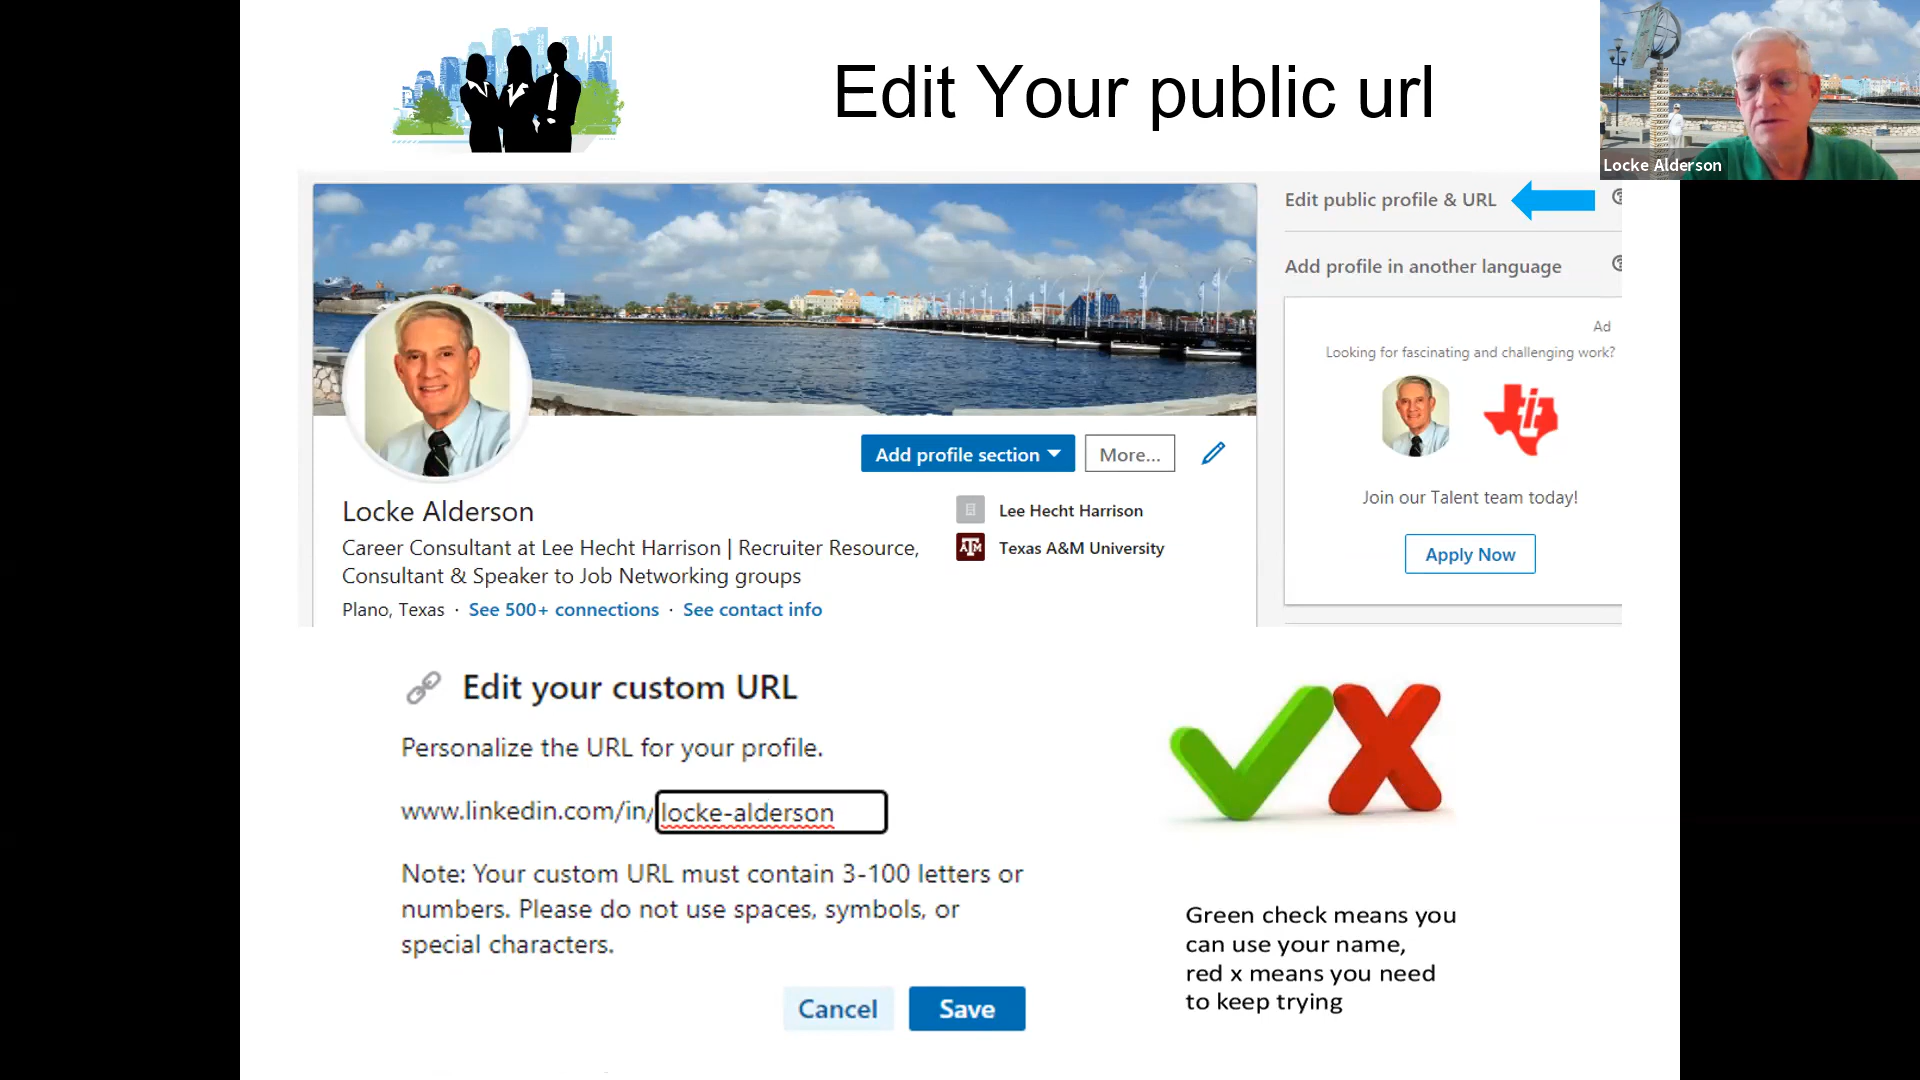 Edit Your public url
Locke Alderson
Edit public profile & URL
Add profile in another language
Ad
Looking for fascinating and challenging work?
Join our Talent team today!
Apply Now
Add profile section
More...
Locke Alderson
Career Consultant at Lee Hecht Harrison | Recruiter Resource,
Consultant & Speaker to Job Networking groups
Plano, Texas · See 500+ connections · See contact info
Lee Hecht Harrison
ATM
Texas A&M University
Edit your custom URL
Personalize the URL for your profile.
www.linkedin.com/in/locke-alderson
Note: Your custom URL must contain 3-100 letters or
numbers. Please do not use spaces, symbols, or
special characters.
Cancel
Save
Green check means you
can use your name,
red x means you need
to keep trying